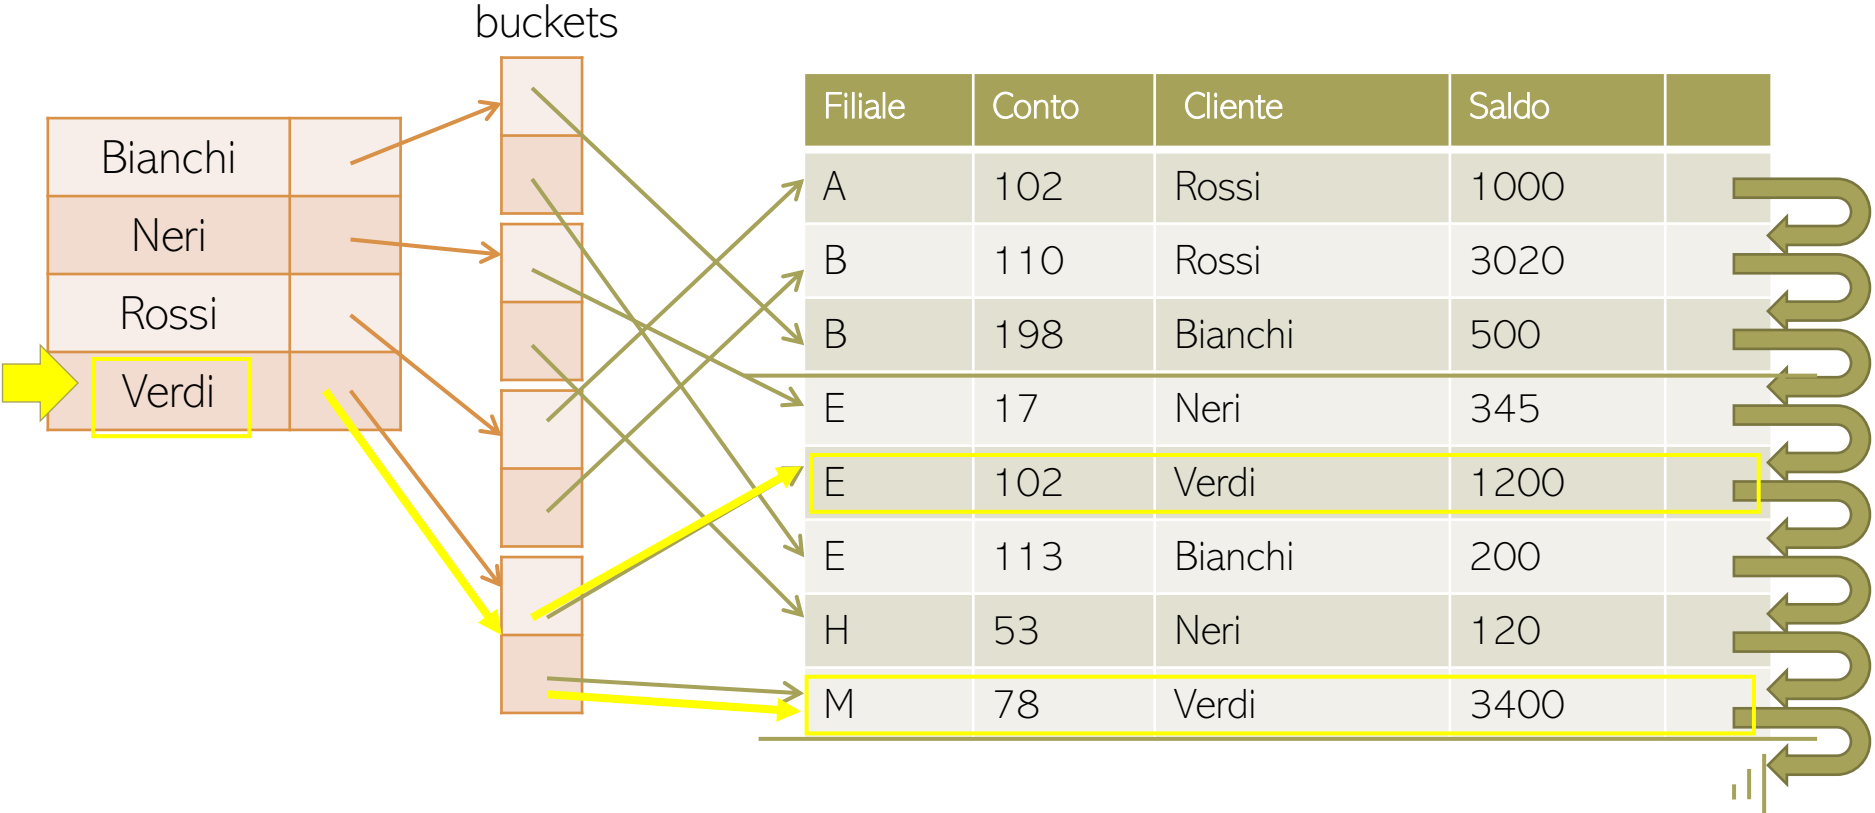 buckets
Bianchi
Neri
Rossi
Verdi
Filiale Conto Cliente Saldo
A 102 Rossi 1000
B 110 Rossi 3020
B 198 Bianchi 500
E 17 Neri 345
E 102 Verdi 1200
E 113 Bianchi 200
H 53 Neri 120
M 78 Verdi 3400